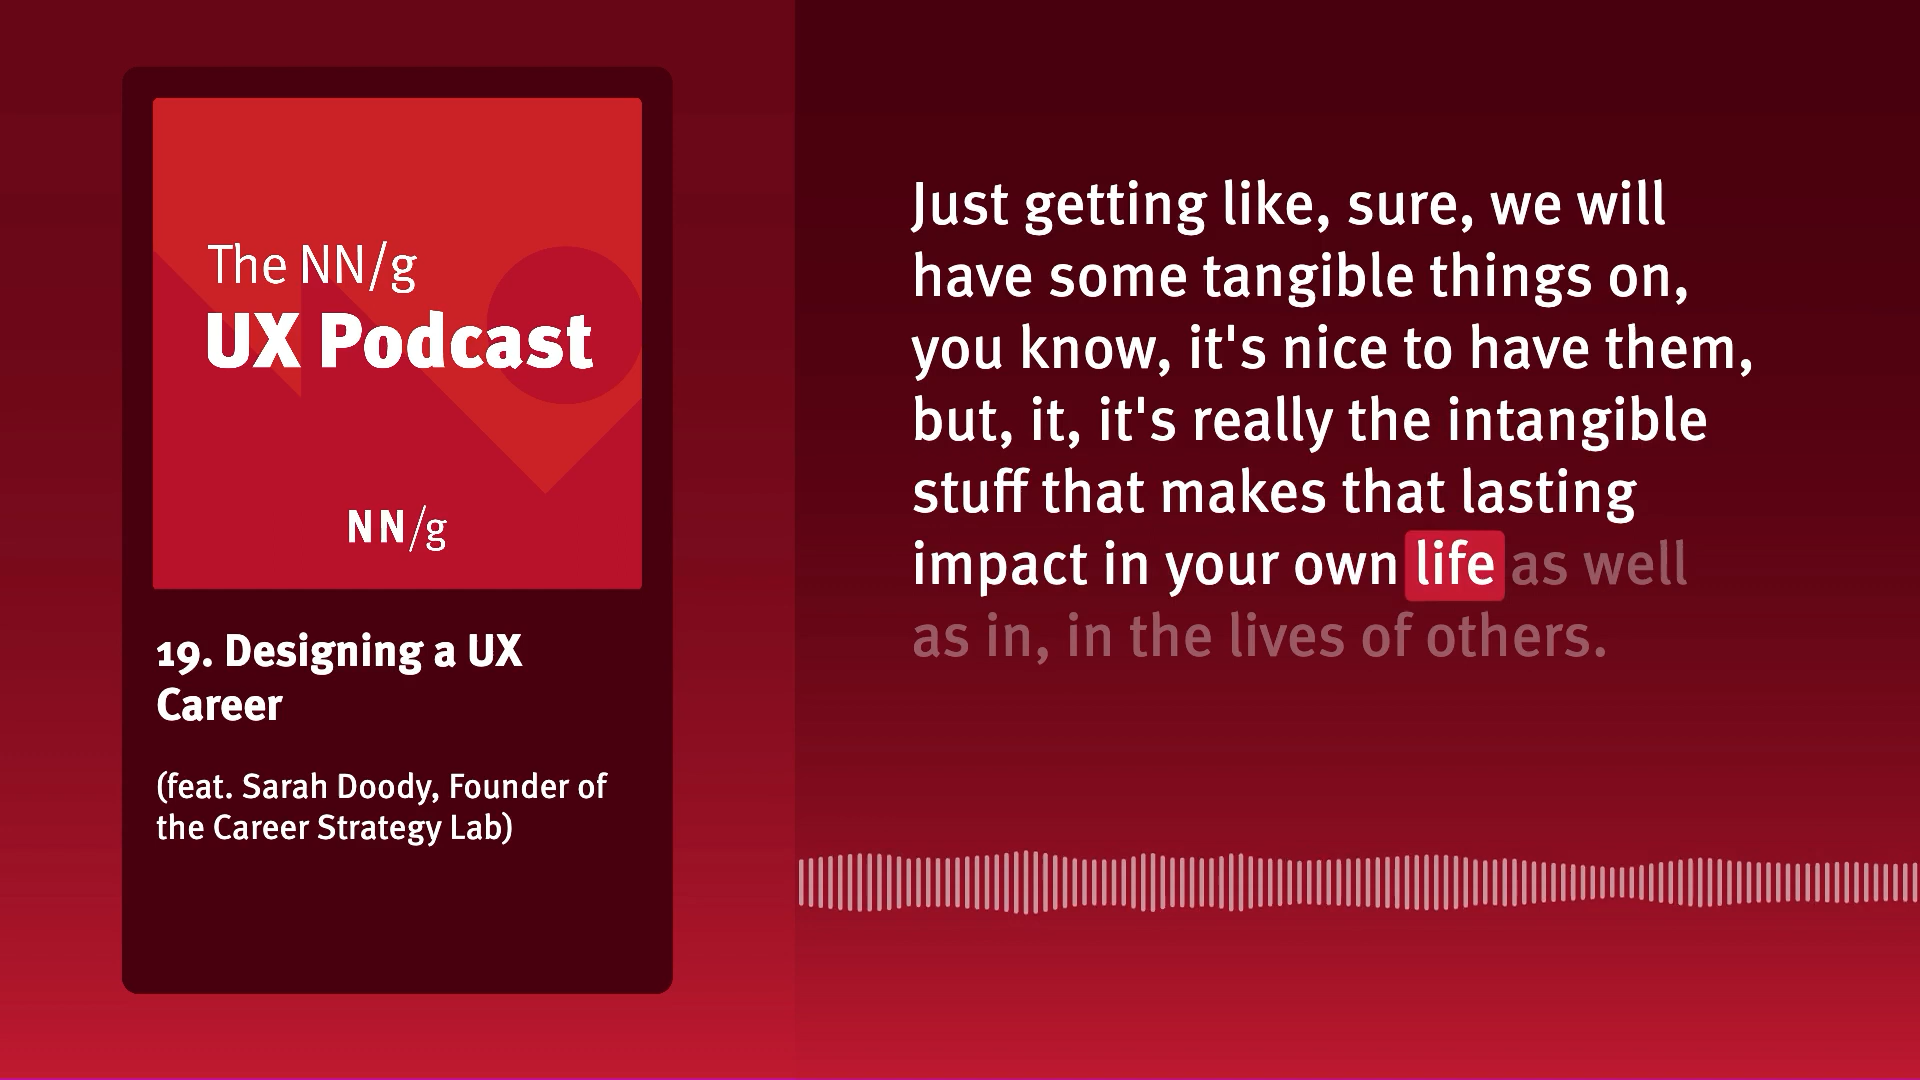 The NN/g
UX Podcast
NN/g
19. Designing a UX
Career
(feat. Sarah Doody, Founder of
the Career Strategy Lab)
Just getting like, sure, we will
have some tangible things on,
you know, it's nice to have them,
but, it, it's really the intangible
stuff that makes that lasting
impact in your own life as well
as in, in the lives of others.